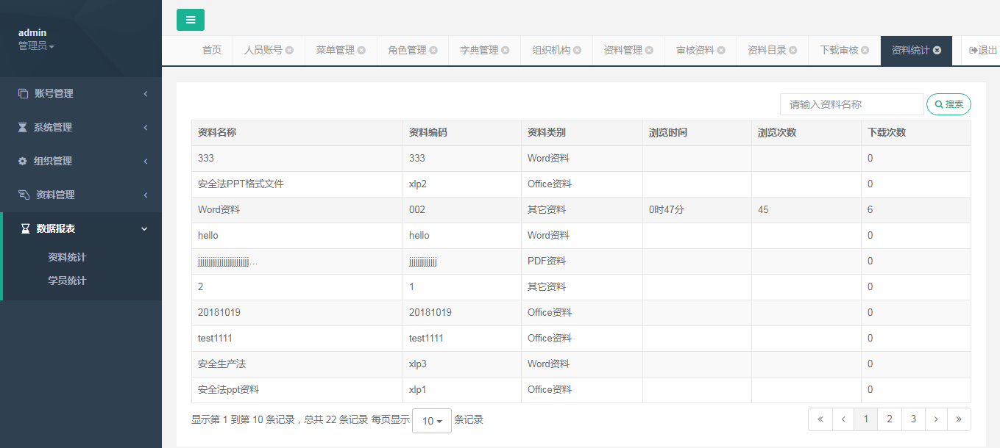 admin
管理员
账号管理
系统管理
组织管理
资料管理
数据报表
资料统计
学员统计
首页 人员账号 菜单管理 角色管理 字典管理 组织机构 资料管理 审核资料 资料目录 下载审核 资料统计 退出
请输入资料名称 搜索
资料名称 资料编码 资料类别 浏览时间 浏览次数 下载次数
333 333 Word资料 0
安全法PPT格式文件 xlp2 Office资料 0
Word资料 002 其它资料 0时47分 45 6
hello hello Word资料 0
PDF资料 0
2 1 其它资料 0
20181019 20181019 Office资料 0
test1111 test1111 Office资料 0
安全生产法 xlp3 Word资料 0
安全法ppt资料 xlp1 Office资料 0
显示第 1 到第 10 条记录，总共 22 条记录 每页显示 10 条记录
« ‹ 1 2 3 › »